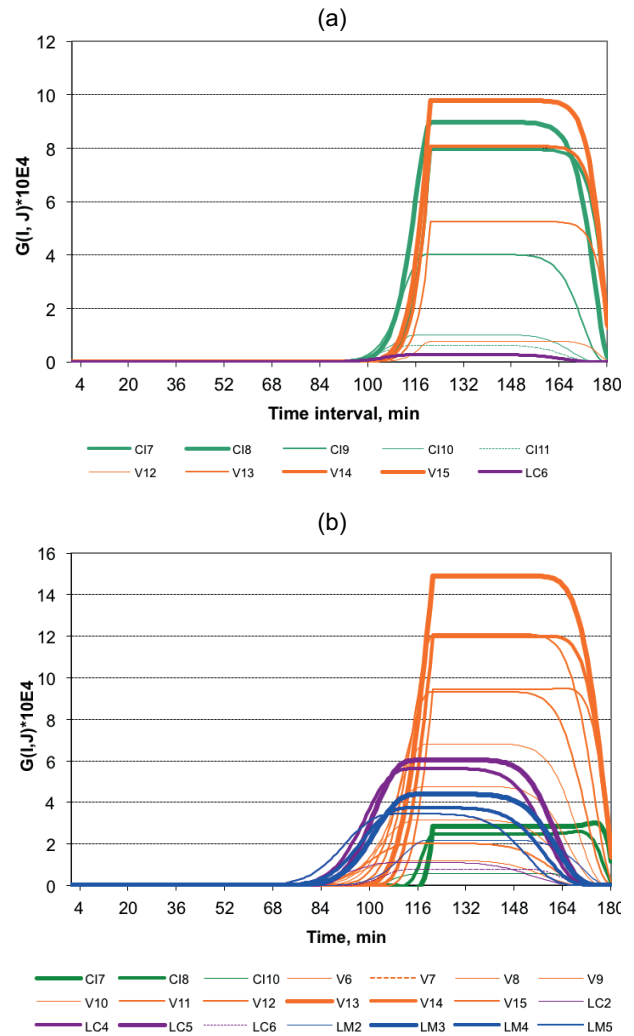 (a)
12
10
8
6
4
2
0
G(I, J)*10E4
4 20 36 52 68 84 100 116 132 148 164 180
Time interval, min
CI7 CI8 CI9 CI10 CI11
V12 V13 V14 V15 LC6
(b)
16
14
12
10
8
6
4
2
0
G(I,J)*10E4
4 20 36 52 68 84 100 116 132 148 164 180
Time, min
CI7 CI8 CI10 V6 V7 V8 V9
V10 V11 V12 V13 V14 V15 LC2
LC4 LC5 LC6 LM2 LM3 LM4 LM5